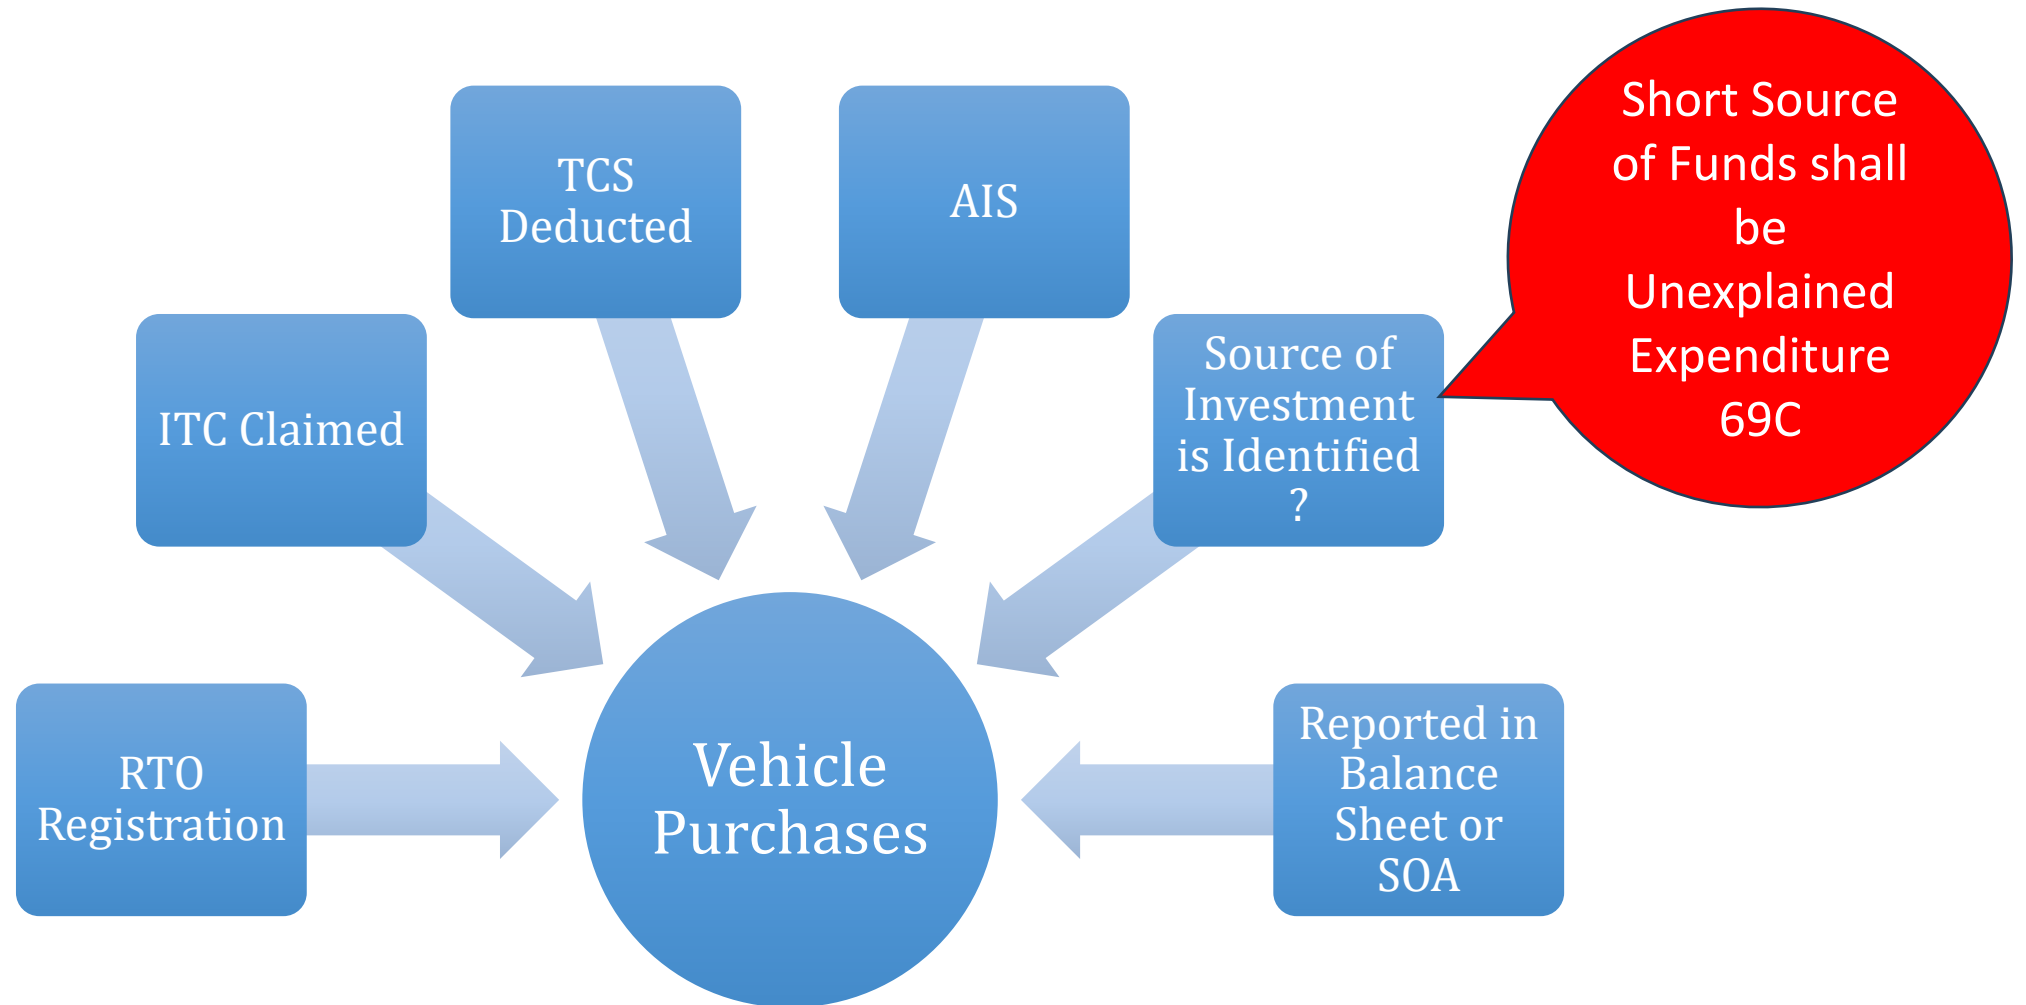 RTO
Registration
ITC Claimed
TCS
Deducted
AIS
Source of
Investment
is Identified
?
Reported in
Balance
Sheet or
SOA
Vehicle
Purchases
Short Source
of Funds shall
be
Unexplained
Expenditure
69C